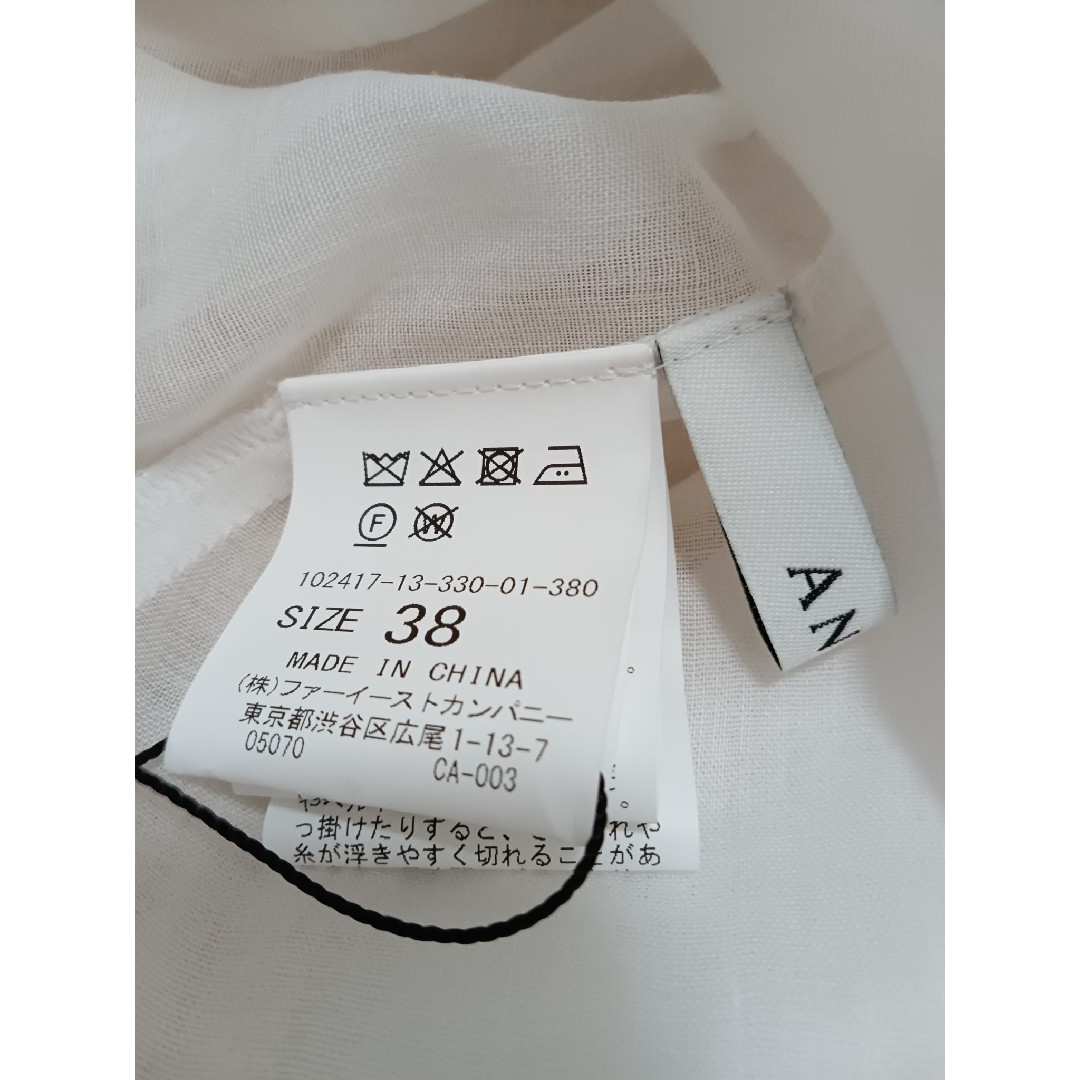 F
W
102417-13-330-01-380
SIZE 38
MADE IN CHINA
(株)ファーイーストカンパニー
東京都渋谷区広尾1-13-7
05070 CA-003
っ掛けたりすると、
れや
糸が浮きやすく切れることがあ
AN